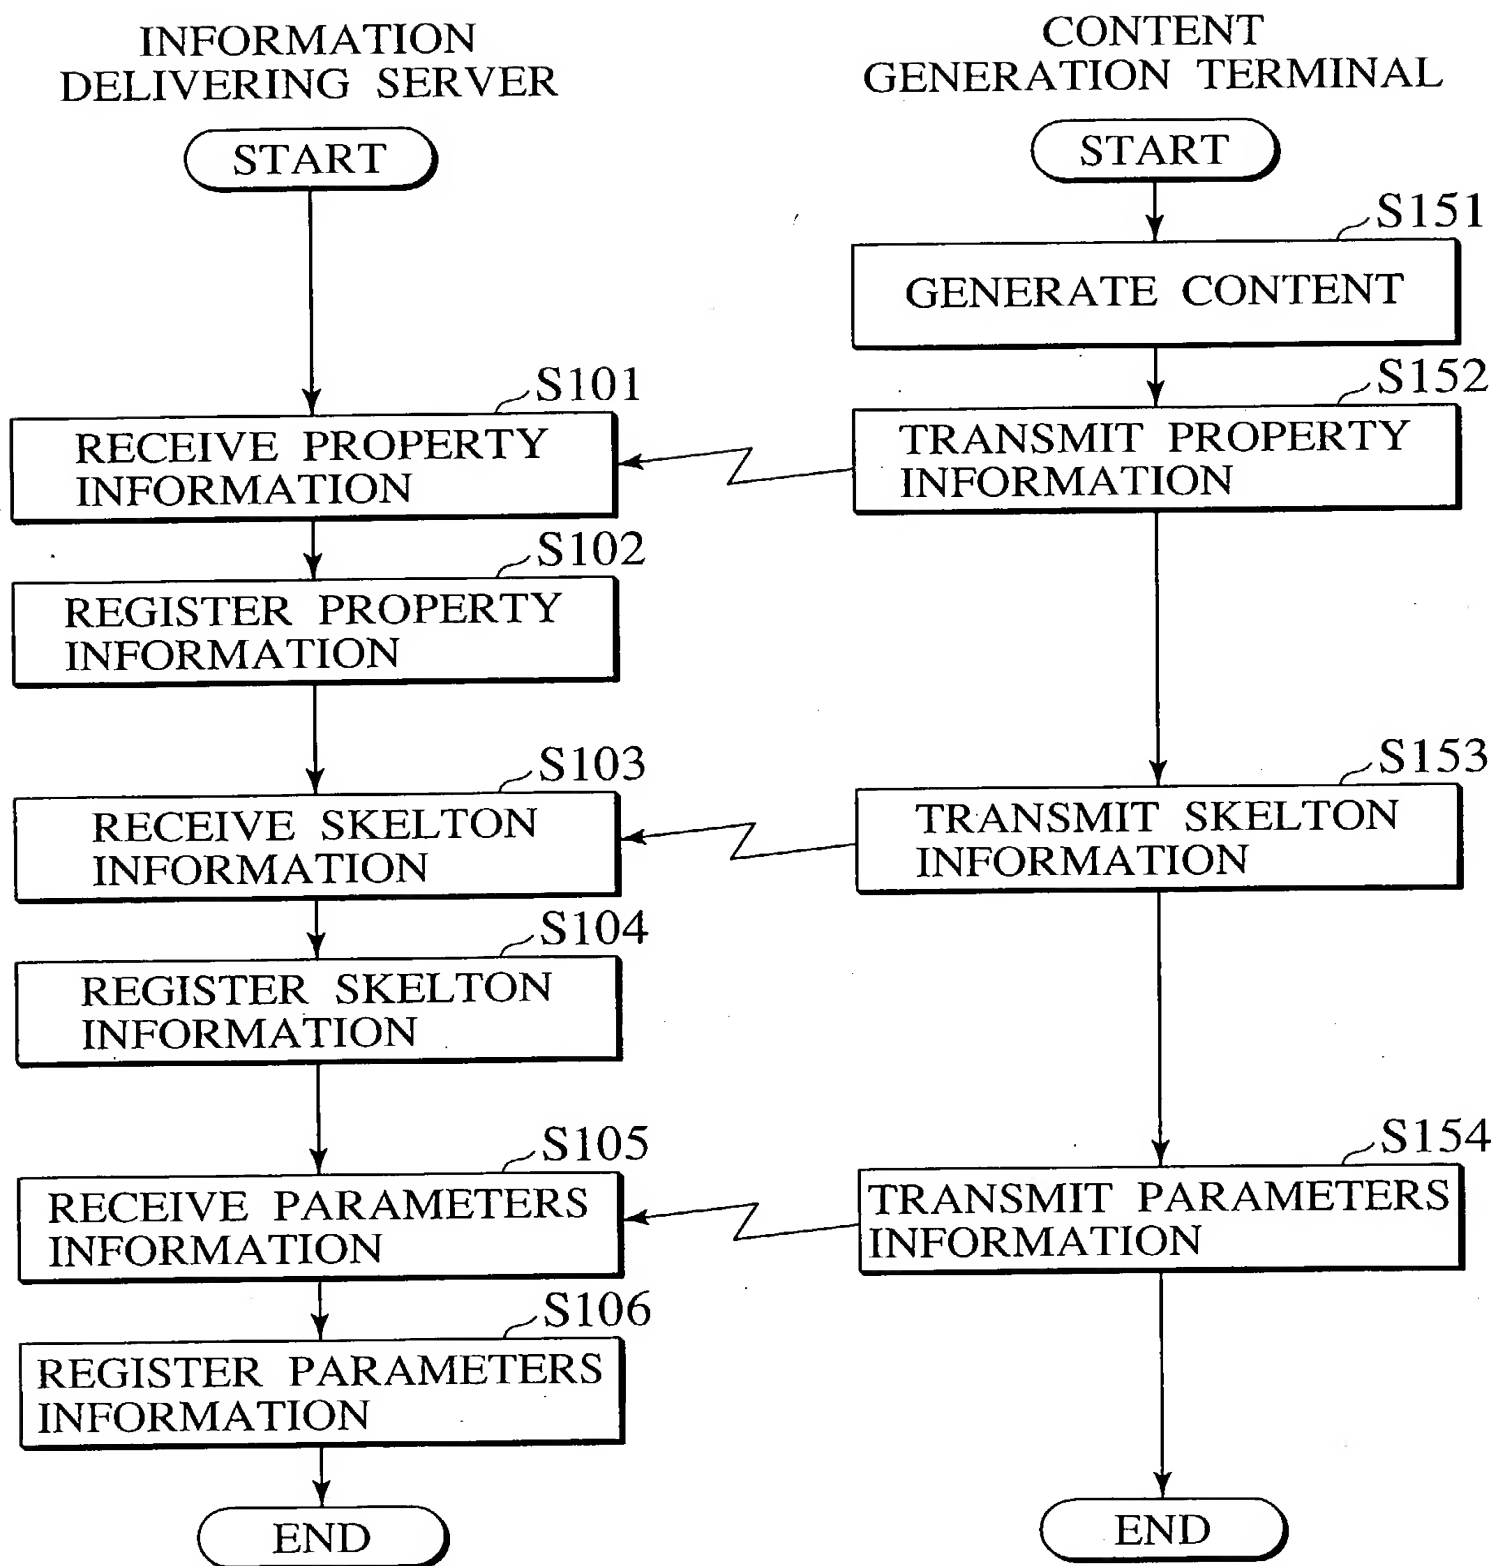 INFORMATION
DELIVERING SERVER
START
S101
RECEIVE PROPERTY
INFORMATION
S102
REGISTER PROPERTY
INFORMATION
S103
RECEIVE SKELTON
INFORMATION
S104
REGISTER SKELTON
INFORMATION
S105
RECEIVE PARAMETERS
INFORMATION
S106
REGISTER PARAMETERS
INFORMATION
END
CONTENT
GENERATION TERMINAL
START
S151
GENERATE CONTENT
S152
TRANSMIT PROPERTY
INFORMATION
S153
TRANSMIT SKELTON
INFORMATION
S154
TRANSMIT PARAMETERS
INFORMATION
END